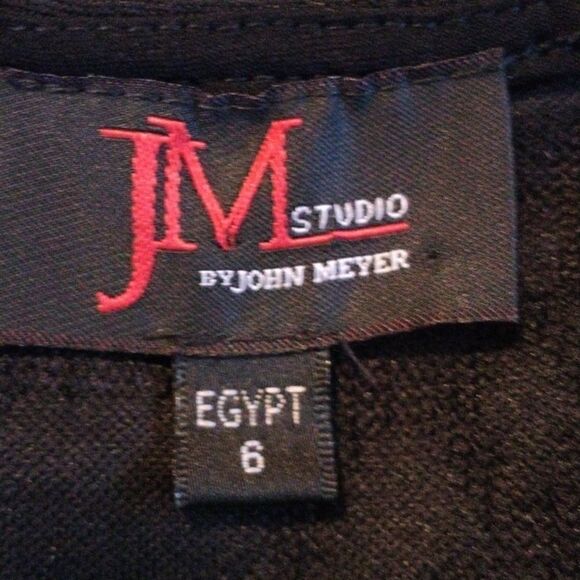 JM STUDIO
BY JOHN MEYER
EGYPT
6